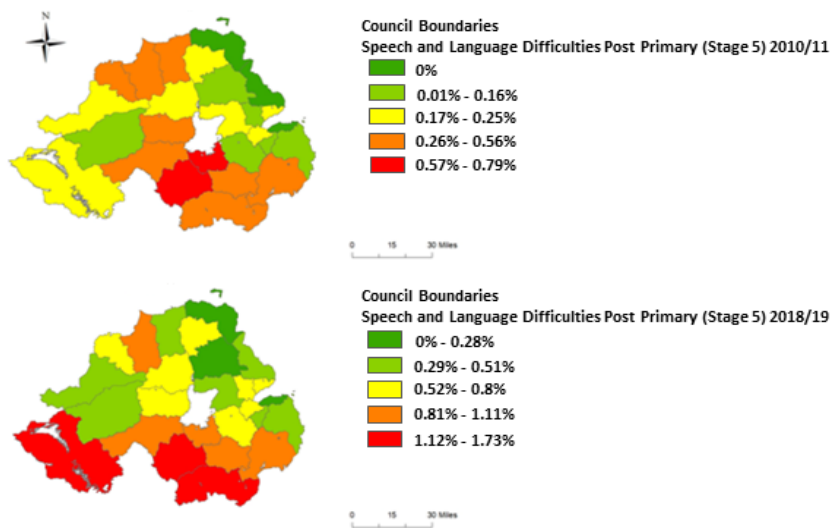 N
Council Boundaries
Speech and Language Difficulties Post Primary (Stage 5) 2010/11
0%
0.01% - 0.16%
0.17% - 0.25%
0.26% - 0.56%
0.57% - 0.79%
0 15 30 Miles
Council Boundaries
Speech and Language Difficulties Post Primary (Stage 5) 2018/19
0% - 0.28%
0.29% - 0.51%
0.52% - 0.8%
0.81% - 1.11%
1.12% - 1.73%
0 15 30 Miles